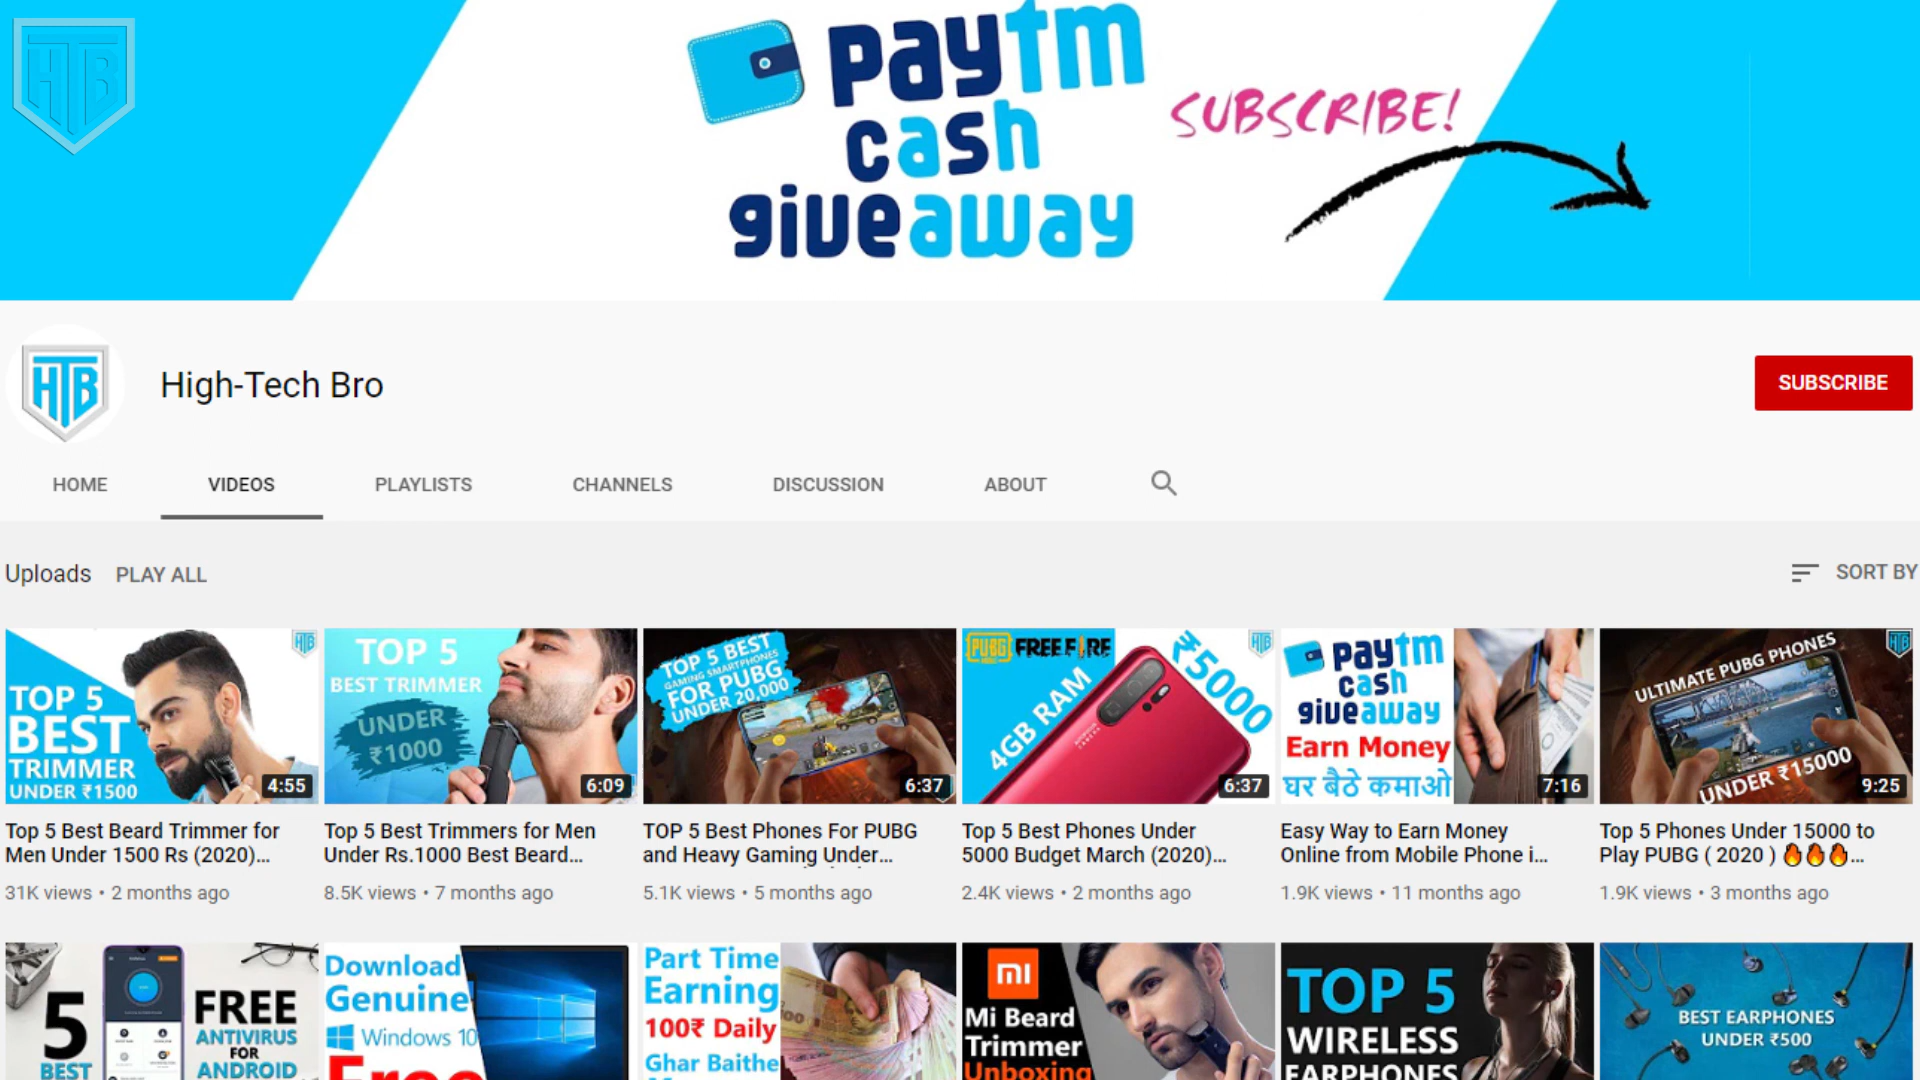 HTB
paytm
cash
giveaway
SUBSCRIBE!
HTB
High-Tech Bro
SUBSCRIBE
HOME
VIDEOS
PLAYLISTS
CHANNELS
DISCUSSION
ABOUT
Uploads
PLAY ALL
SORT BY
HTB
TOP 5
BEST
TRIMMER
UNDER ₹1500
4:55
Top 5 Best Beard Trimmer for
Men Under 1500 Rs (2020)...
31K views • 2 months ago
TOP 5
BEST TRIMMER
UNDER
₹1000
6:09
Top 5 Best Trimmers for Men
Under Rs.1000 Best Beard...
8.5K views • 7 months ago
TOP 5 BEST
GAMING SMARTPHONES
FOR PUBG
UNDER 20,000
6:37
TOP 5 Best Phones For PUBG
and Heavy Gaming Under...
5.1K views • 5 months ago
PUBG FREE FIRE
HTB
₹5000
4GB RAM
6:37
Top 5 Best Phones Under
5000 Budget March (2020)...
2.4K views • 2 months ago
paytm
cash
giveaway
Earn Money
घर बैठे कमाओ
7:16
Easy Way to Earn Money
Online from Mobile Phone i...
1.9K views • 11 months ago
HTB
ULTIMATE PUBG PHONES
UNDER ₹15000
9:25
Top 5 Phones Under 15000 to
Play PUBG ( 2020 ) 🔥🔥🔥...
1.9K views • 3 months ago
5
BEST
FREE
ANTIVIRUS
FOR
ANDROID
Download
Genuine
Windows 10
Free
Part Time
Earning
100₹ Daily
Ghar Baithe
mi
Mi Beard
Trimmer
Unboxing
TOP 5
WIRELESS
EARPHONES
BEST EARPHONES
UNDER ₹500